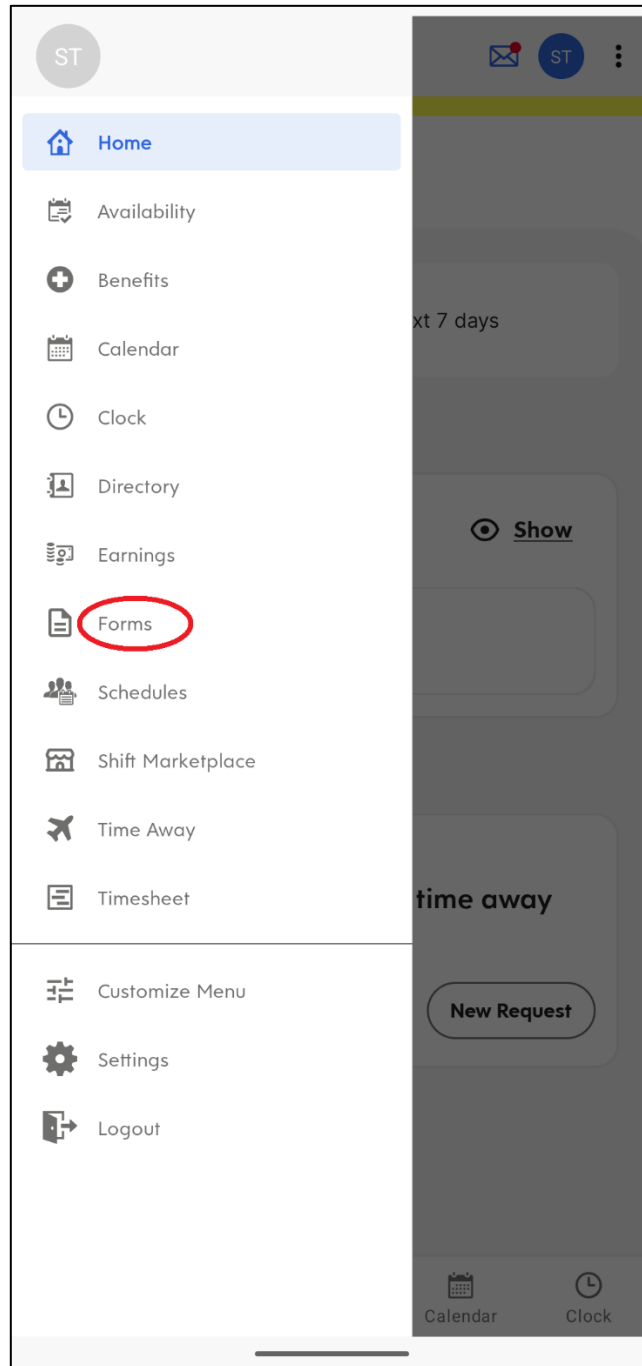 ST
ST
Home
Availability
Benefits
xt 7 days
Calendar
Clock
Directory
Show
Earnings
Forms
Schedules
Shift Marketplace
Time Away
Timesheet
time away
Customize Menu
New Request
Settings
Logout
Calendar
Clock